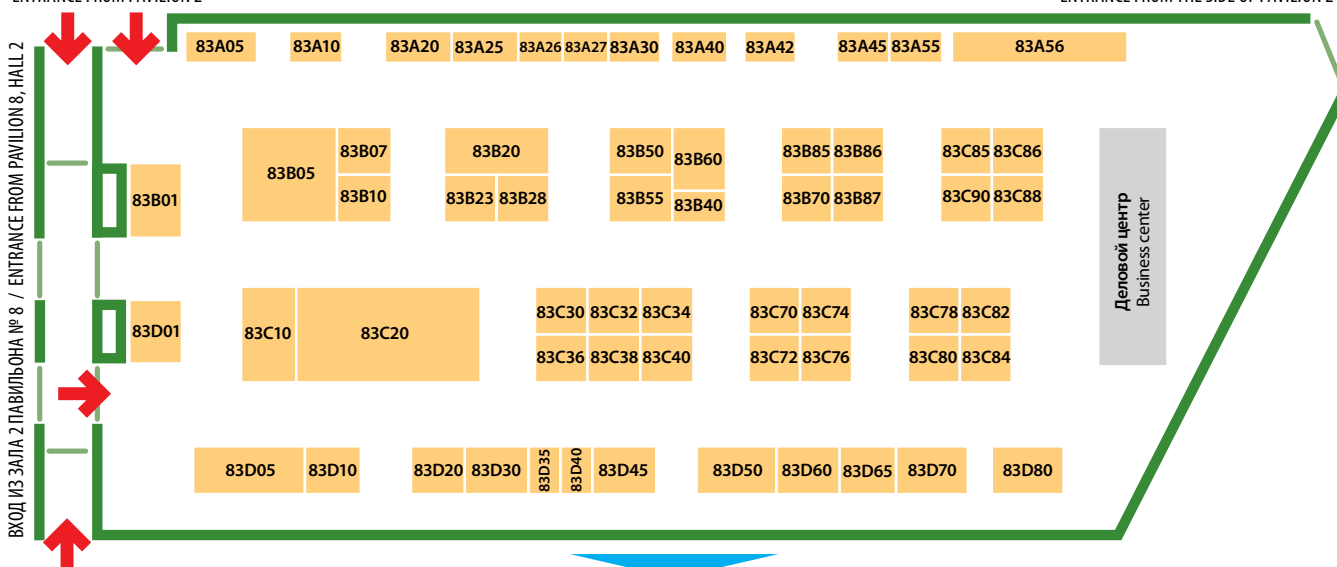 ENTRANCE FROM PAVILION 2
ENTRANCE FROM THE SIDE OF PAVILION 2
ВХОД ИЗ ЗАЛА 2 ПАВИЛЬОНА № 8 / ENTRANCE FROM PAVILION 8, HALL 2
83A05 83A10 83A20 83A25 83A26 83A27 83A30 83A40 83A42 83A45 83A55 83A56
83B01
83B05
83B07
83B10
83B20
83B23 83B28
83B50
83B55
83B60
83B40
83B85 83B86
83B70 83B87
83C85 83C86
83C90 83C88
Деловой центр
Business center
83D01
83C10
83C20
83C30 83C32 83C34
83C36 83C38 83C40
83C70 83C74
83C72 83C76
83C78 83C82
83C80 83C84
83D05 83D10 83D20 83D30 83D35 83D40 83D45 83D50 83D60 83D65 83D70 83D80